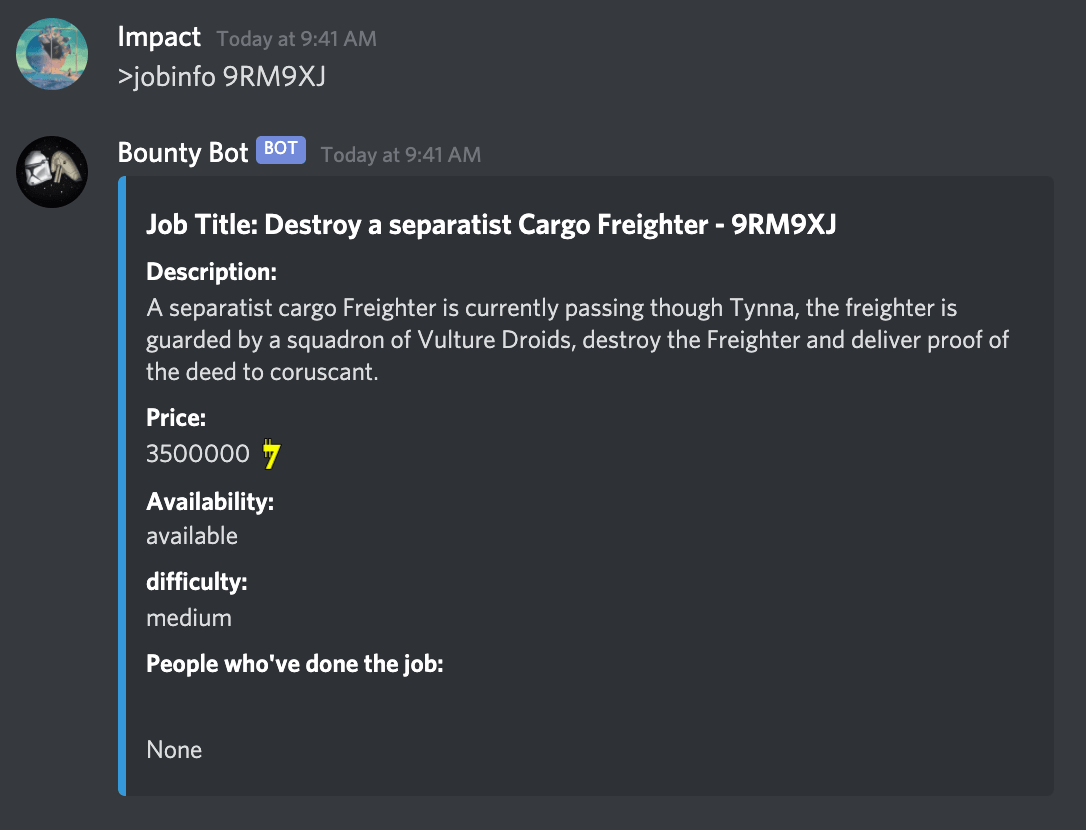 Impact Today at 9:41 AM
>jobinfo 9RM9XJ
Bounty Bot BOT Today at 9:41 AM
Job Title: Destroy a separatist Cargo Freighter - 9RM9XJ
Description:
A separatist cargo Freighter is currently passing though Tynna, the freighter is
guarded by a squadron of Vulture Droids, destroy the Freighter and deliver proof of
the deed to coruscant.
Price:
3500000
Availability:
available
difficulty:
medium
People who've done the job:
None